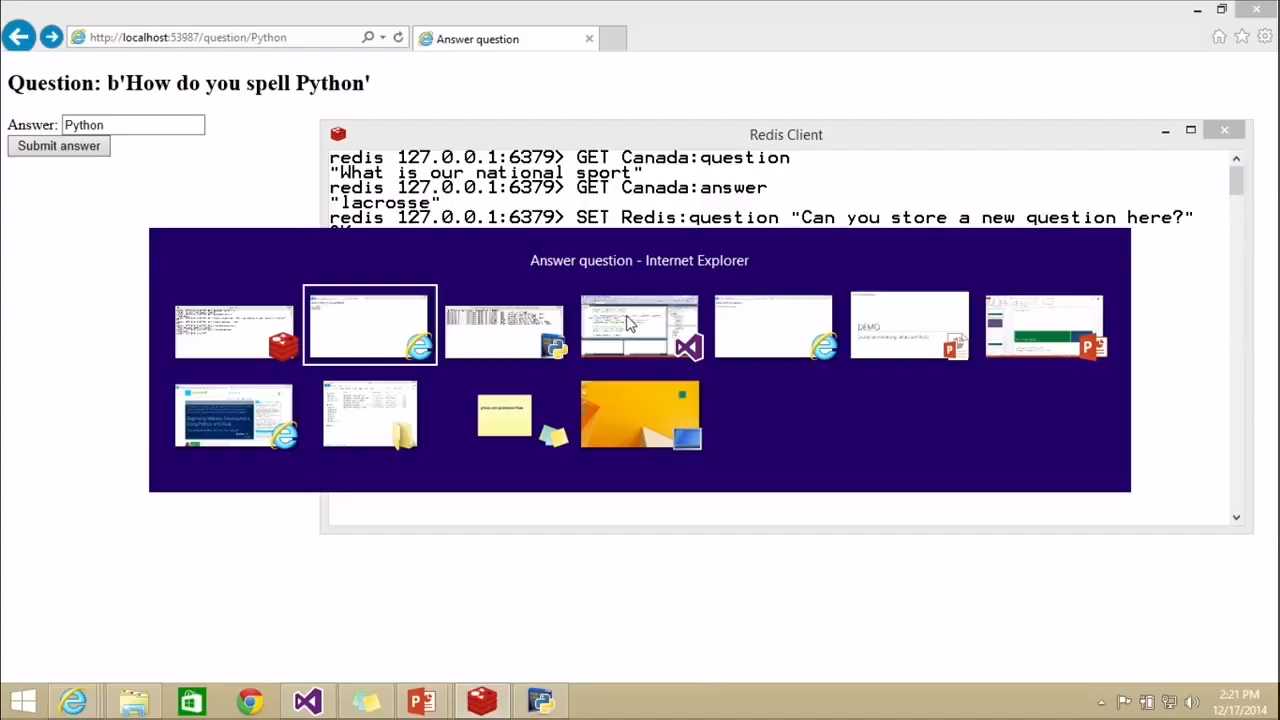 http://localhost:53987/question/Python
Answer question
Question: b'How do you spell Python'
Answer: Python
Submit answer
Redis Client
redis 127.0.0.1:6379> GET Canada:question
"What is our national sport"
redis 127.0.0.1:6379> GET Canada:answer
"lacrosse"
redis 127.0.0.1:6379> SET Redis:question "Can you store a new question here?"
Answer question - Internet Explorer
DEMO
2:21 PM
12/17/2014